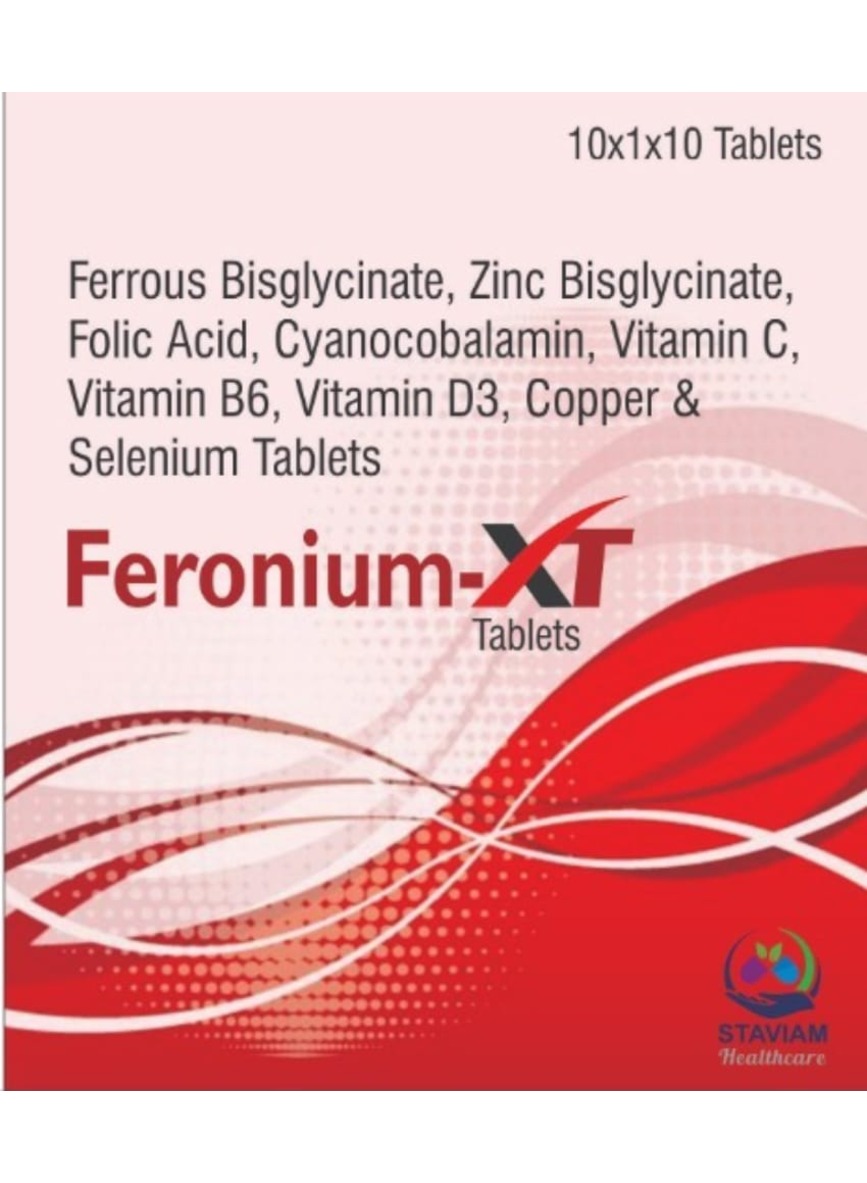 10x1x10 Tablets
Ferrous Bisglycinate, Zinc Bisglycinate,
Folic Acid, Cyanocobalamin, Vitamin C,
Vitamin B6, Vitamin D3, Copper &
Selenium Tablets
Feronium-XT
Tablets
STAVIAM
Healthcare